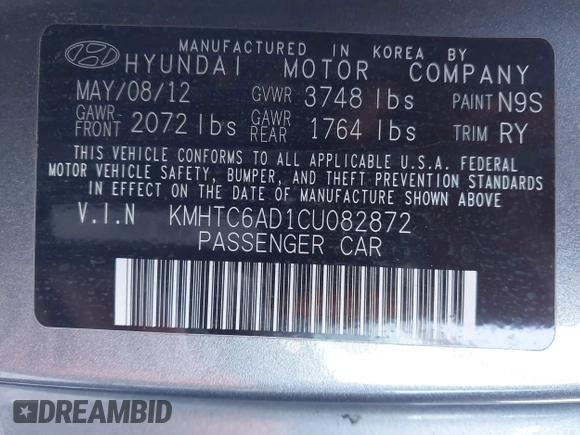 MANUFACTURED IN KOREA BY
HYUNDAI MOTOR COMPANY
MAY/08/12 GVWR 3748 lbs PAINT N9S
GAWR-FRONT 2072 lbs GAWR REAR 1764 lbs TRIM RY
THIS VEHICLE CONFORMS TO ALL APPLICABLE U.S.A. FEDERAL
MOTOR VEHICLE SAFETY, BUMPER, AND THEFT PREVENTION STANDARDS
IN EFFECT ON THE DATE OF MANUFACTURE SHOWN ABOVE
V.I.N KMHTC6AD1CU082872
PASSENGER CAR
DREAMBID